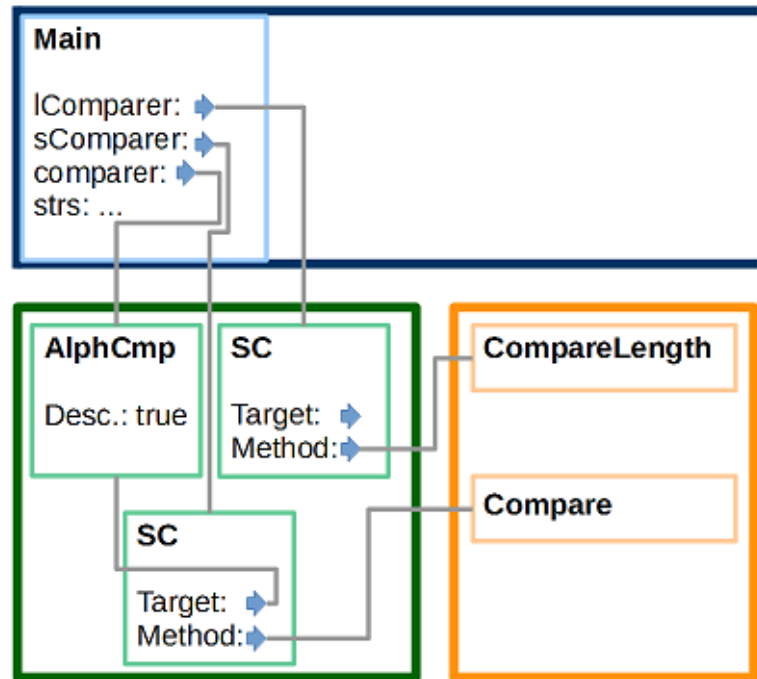 Main
lComparer:
sComparer:
comparer:
strs: ...
AlphCmp
Desc.: true
SC
Target:
Method:
CompareLength
Compare
SC
Target:
Method: